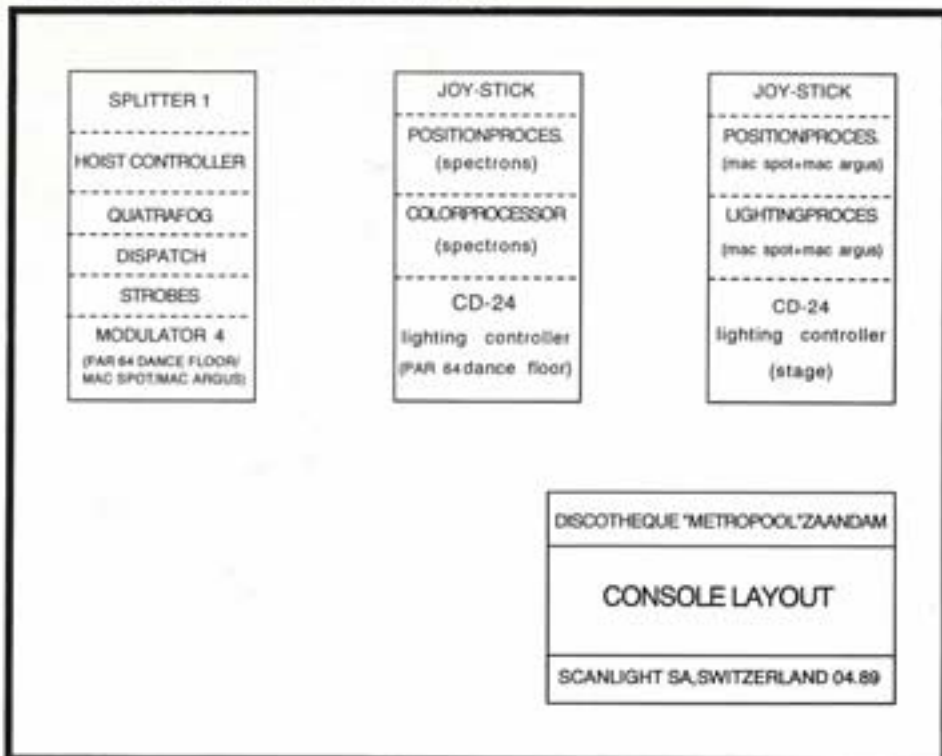 SPLITTER 1
HOIST CONTROLLER
QUATRAFOG
DISPATCH
STROBES
MODULATOR 4
(PAR 64 DANCE FLOOR/
MAC SPOT/MAC ARGUS)
JOY-STICK
POSITIONPROCES.
(spectrons)
COLORPROCESSOR
(spectrons)
CD-24
lighting controller
(PAR 64 dance floor)
JOY-STICK
POSITIONPROCES.
(mac spot+mac argus)
LIGHTINGPROCES
(mac spot+mac argus)
CD-24
lighting controller
(stage)
DISCOTHEQUE "METROPOOL"ZAANDAM
CONSOLE LAYOUT
SCANLIGHT SA,SWITZERLAND 04.89